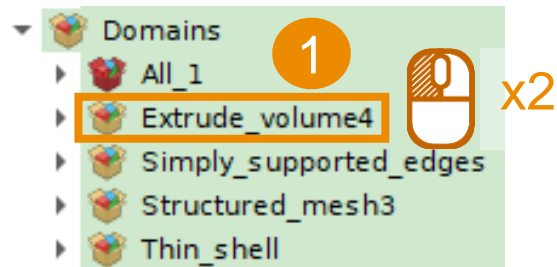 Domains
1
All_1
Extrude_volume4
x2
Simply_supported_edges
Structured_mesh3
Thin_shell